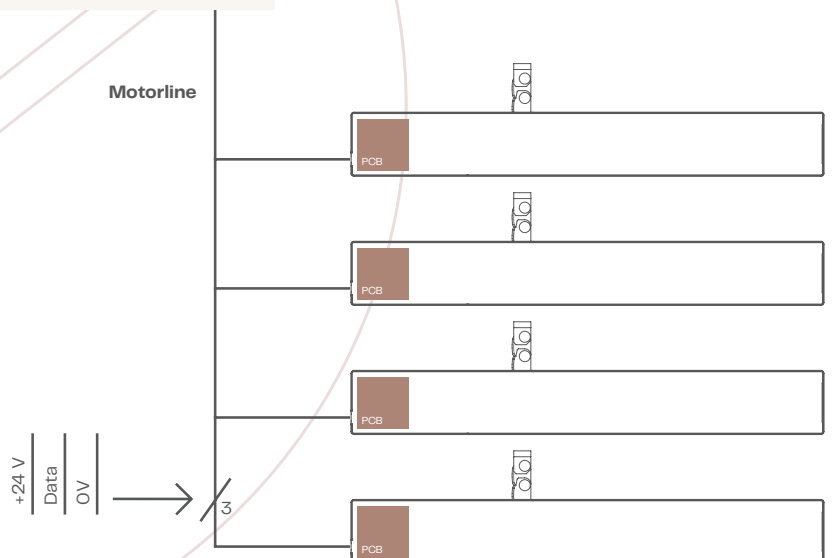 Motorline
PCB
PCB
PCB
+24 V
Data
0V
3
PCB